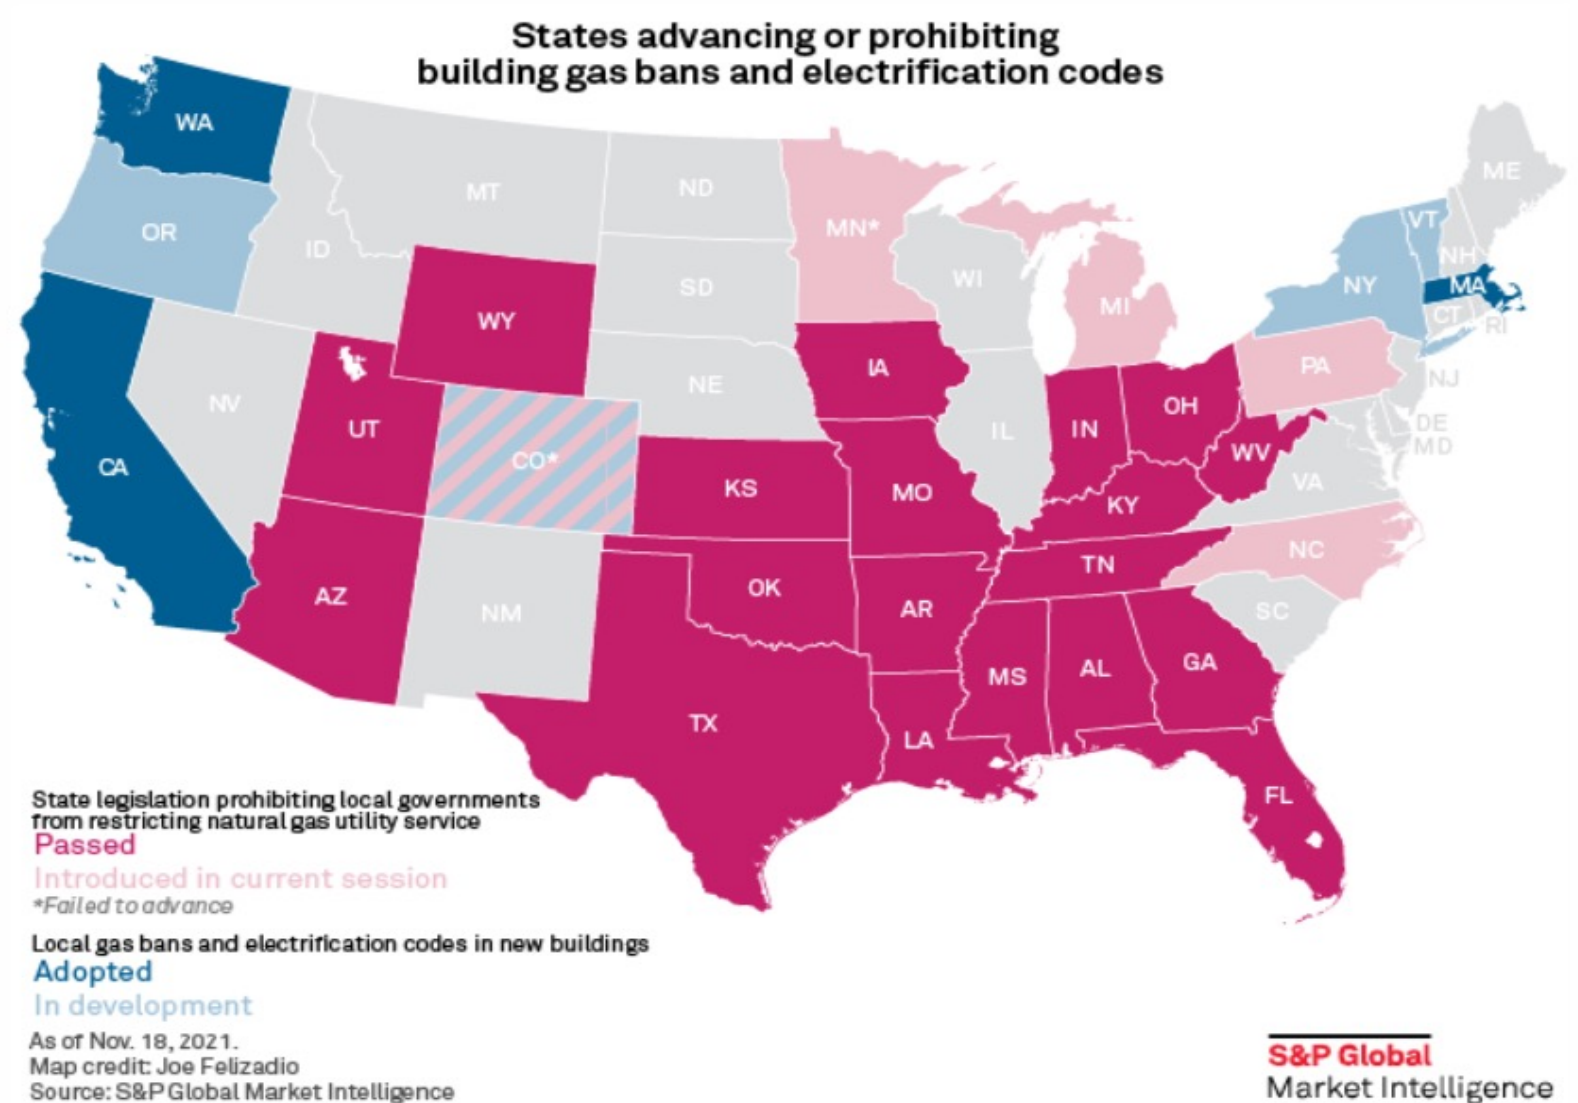 States advancing or prohibiting
building gas bans and electrification codes
WA
OR
CA
ID
NV
MT
WY
UT
AZ
CO*
NM
ND
SD
NE
KS
OK
TX
MN*
IA
MO
AR
LA
WI
IL
MI
IN
OH
KY
TN
MS
AL
GA
FL
SC
NC
VA
WV
PA
NY
VT
NH
ME
MA
CT
RI
NJ
DE
MD
State legislation prohibiting local governments
from restricting natural gas utility service
Passed
Introduced in current session
*Failed to advance
Local gas bans and electrification codes in new buildings
Adopted
In development
As of Nov. 18, 2021.
Map credit: Joe Felizadio
Source: S&P Global Market Intelligence
S&P Global
Market Intelligence